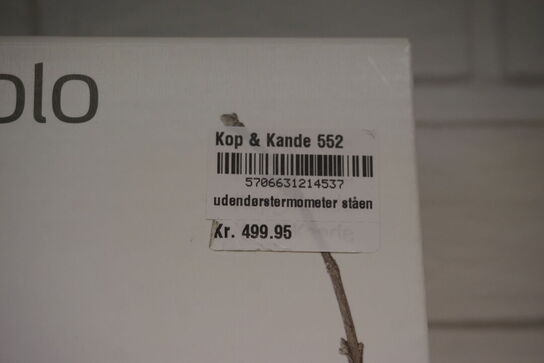 olo
Kop & Kande 552
5706631214537
udendørstermometer ståen
Kr. 499.95